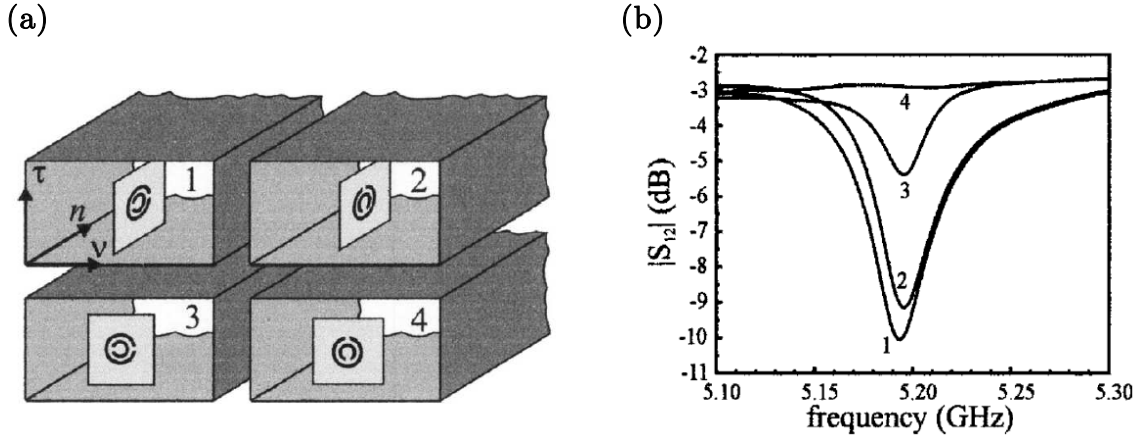 (a)
(b)
τ
n
ν
1
2
3
4
|S₁₂| (dB)
-2
-3
-4
-5
-6
-7
-8
-9
-10
-11
4
3
2
1
5.10 5.15 5.20 5.25 5.30
frequency (GHz)